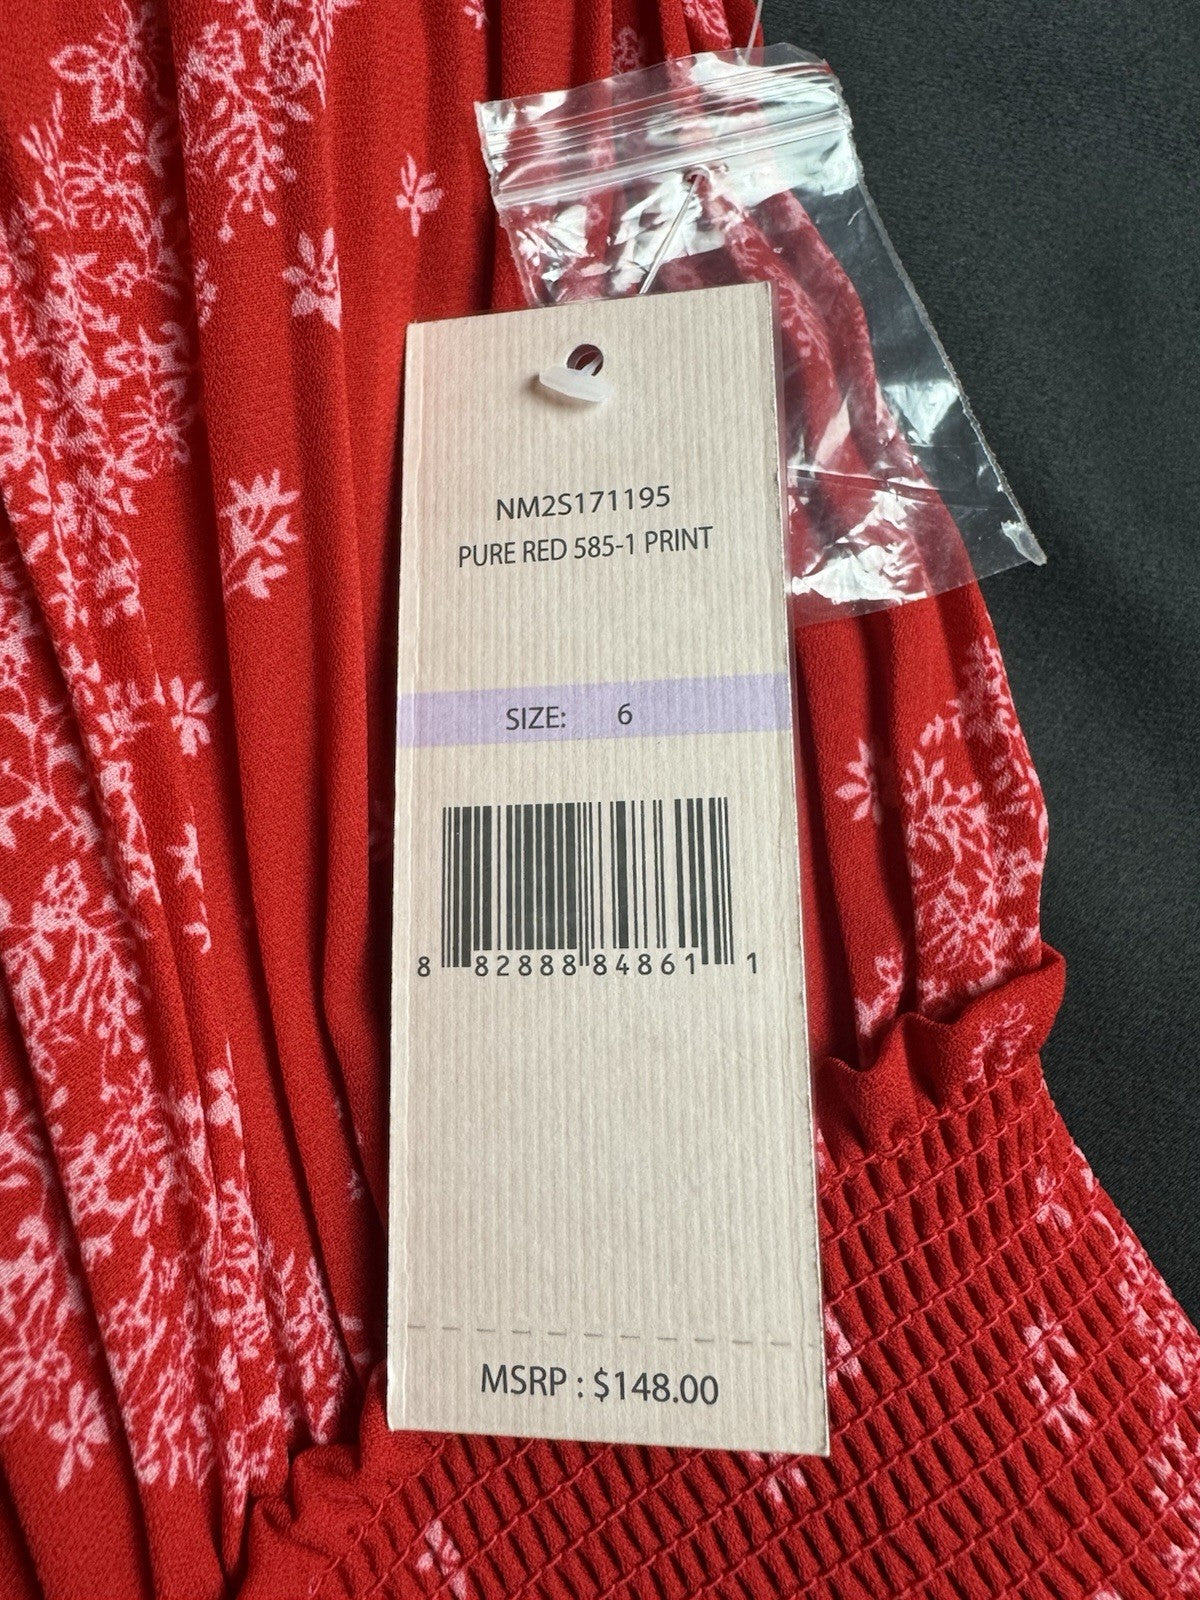 NM2S171195
PURE RED 585-1 PRINT
SIZE: 6
8 82888 84861 1
MSRP : $148.00